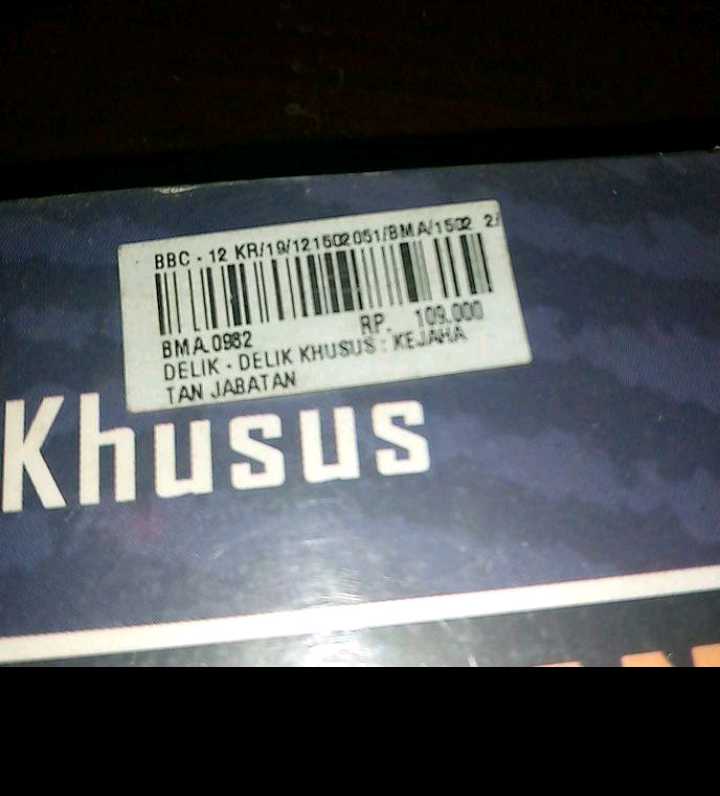 BBC - 12 KR/19/121502051/BMA/1502 2/
BMA.0982 RP. 109.000
DELIK - DELIK KHUSUS : KEJAHA
TAN JABATAN
Khusus